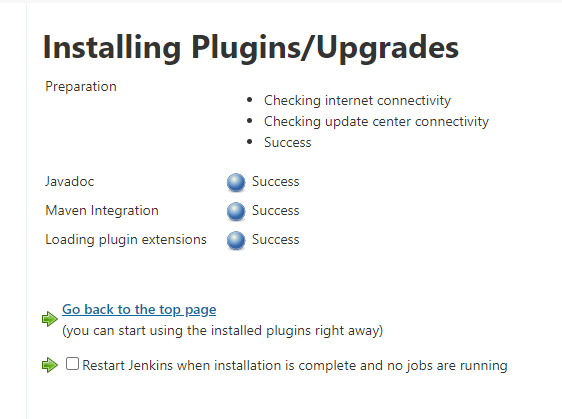 Installing Plugins/Upgrades
Preparation
Checking internet connectivity
Checking update center connectivity
Success
Javadoc Success
Maven Integration Success
Loading plugin extensions Success
Go back to the top page
(you can start using the installed plugins right away)
Restart Jenkins when installation is complete and no jobs are running